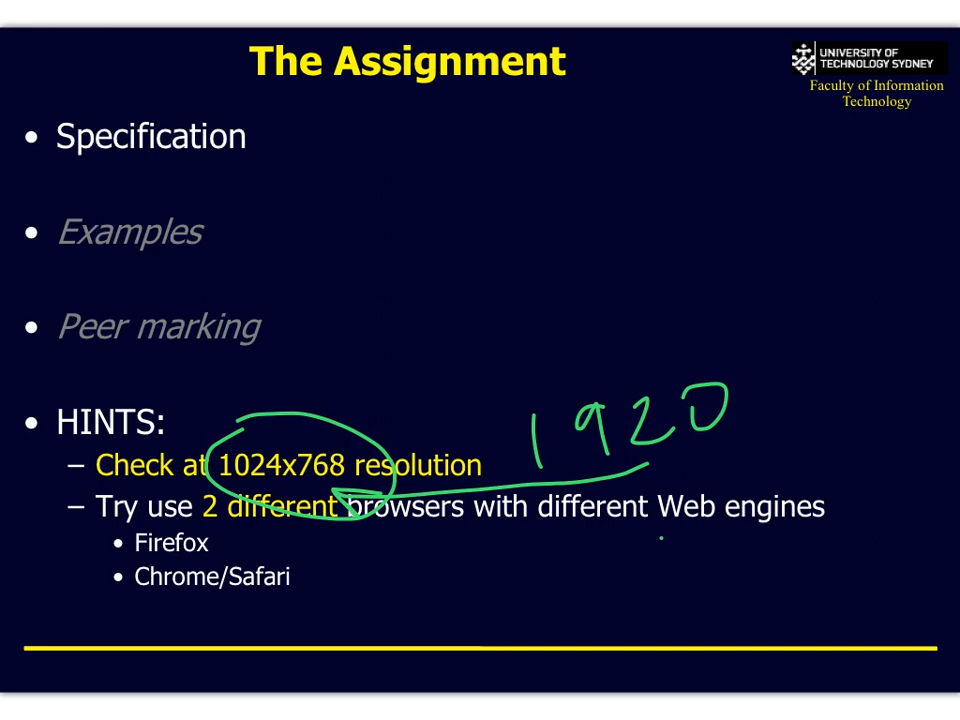 The Assignment
UNIVERSITY OF
TECHNOLOGY SYDNEY
Faculty of Information
Technology
• Specification
• Examples
• Peer marking
• HINTS:
1920
– Check at 1024x768 resolution
– Try use 2 different browsers with different Web engines
• Firefox
• Chrome/Safari